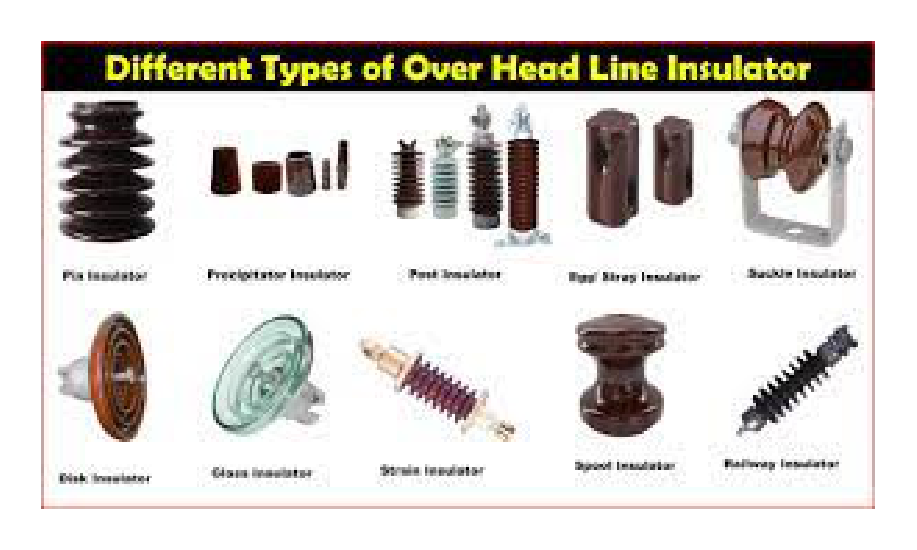 Different Types of Over Head Line Insulator
Pin Insulator
Precipitator Insulator
Post Insulator
Egg/ Stray Insulator
Suckle Insulator
Disk Insulator
Glass Insulator
Strain Insulator
Spool Insulator
Railway Insulator